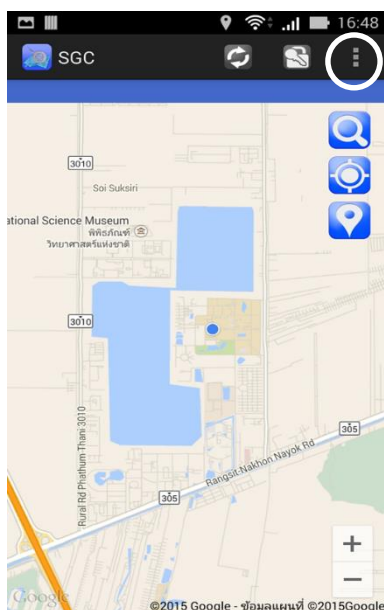 16:48
SGC
3010
Soi Suksiri
ational Science Museum
พิพิธภัณฑ์
วิทยาศาสตร์แห่งชาติ
3010
305
Rangsit-Nakhon Nayok Rd
Rural Rd Phathum Thani 3010
305
+
−
Google
©2015 Google - ข้อมูลแผนที่ ©2015Google